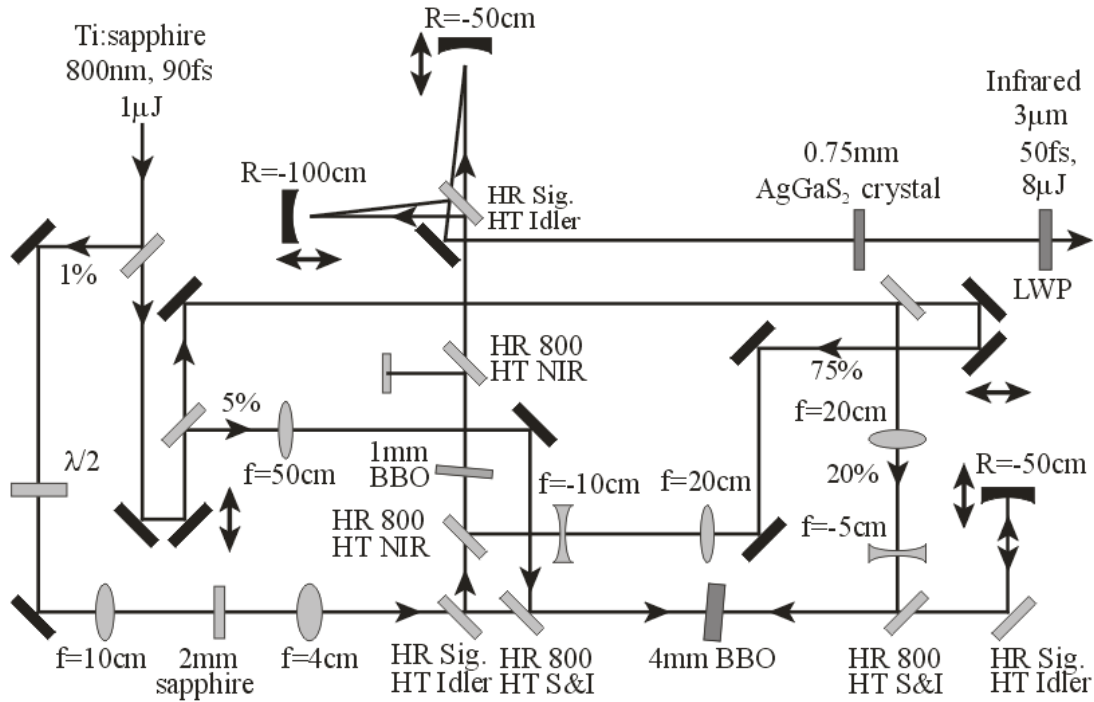 R=-50cm
Ti:sapphire
800nm, 90fs
1μJ
Infrared
3μm
50fs,
8μJ
R=-100cm
0.75mm
AgGaS₂ crystal
HR Sig.
HT Idler
1%
LWP
HR 800
HT NIR
75%
5%
f=20cm
λ/2
f=50cm
1mm
BBO
f=-10cm
f=20cm
20%
R=-50cm
HR 800
HT NIR
f=-5cm
f=10cm
2mm
sapphire
f=4cm
HR Sig.
HT Idler
HR 800
HT S&I
4mm BBO
HR 800
HT S&I
HR Sig.
HT Idler